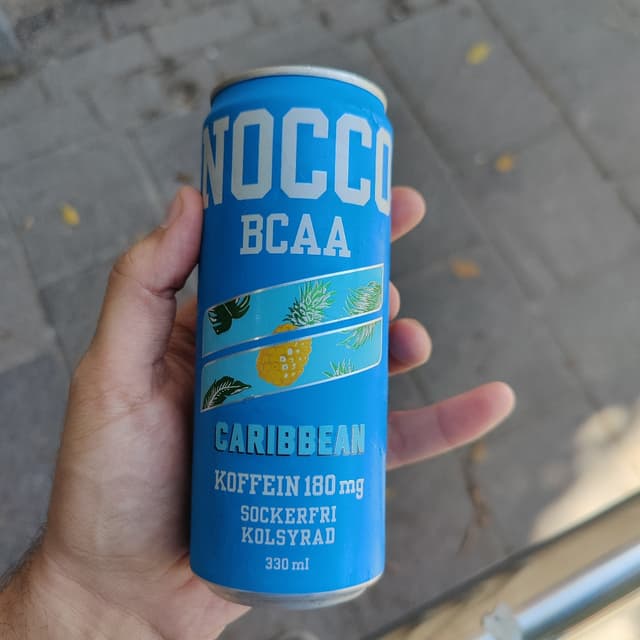 NOCCO
BCAA
CARIBBEAN
KOFFEIN 180 mg
SOCKERFRI
KOLSYRAD
330 ml